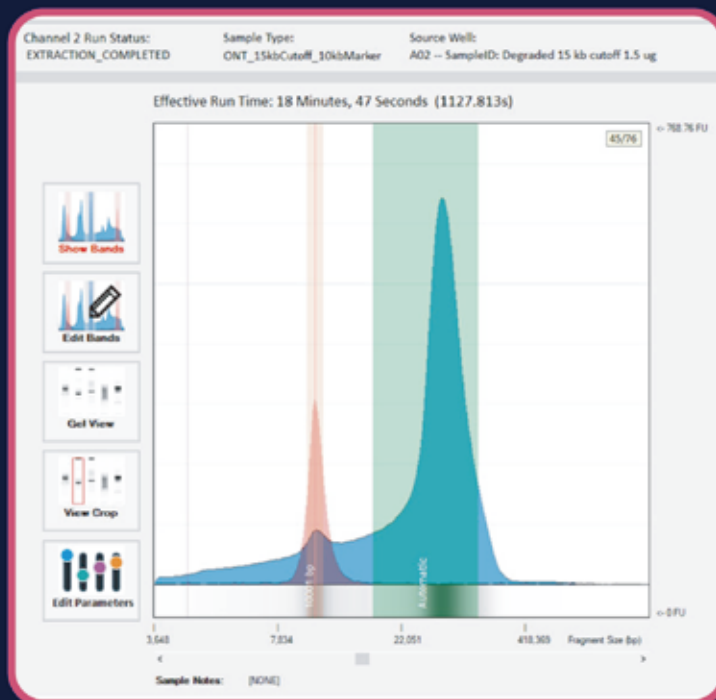 Channel 2 Run Status:
EXTRACTION_COMPLETED
Sample Type:
ONT_15kbCutoff_10kbMarker
Source Well:
A02 -- SampleID: Degraded 15 kb cutoff 1.5 ug
Effective Run Time: 18 Minutes, 47 Seconds (1127.813s)
<- 768.76 FU
45/76
Show Bands
Edit Bands
Gel View
View Crop
Edit Parameters
10001 bp
Automatic
<- 0 FU
3,648 7,834 22,051 418,369 Fragment Size (bp)
< >
Sample Notes: [NONE]